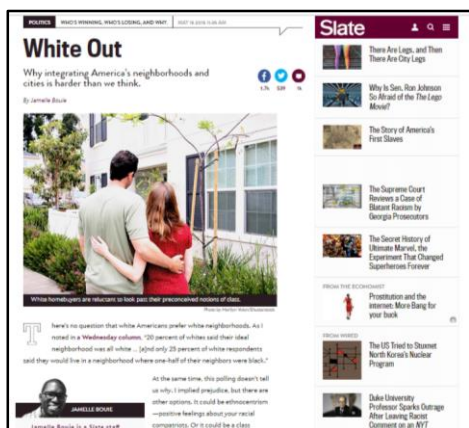 POLITICS
WHO'S WINNING, WHO'S LOSING, AND WHY.
White Out
Why integrating America's neighborhoods and
cities is harder than we think.
By Jamelle Bouie
White homebuyers are reluctant to look past their preconceived notions of class.
There's no question that white Americans prefer white neighborhoods. As I
noted in a Wednesday column, "20 percent of whites said their ideal
neighborhood was all white ... [a]nd only 25 percent of white respondents
said they would live in a neighborhood where one-half of their neighbors were black."
JAMELLE BOUIE
Jamelle Bouie is a Slate staff
At the same time, this polling doesn't tell
us why. I implied prejudice, but there are
other options. It could be ethnocentrism
—positive feelings about your racial
compatriots. Or it could be a class
Slate
There Are Legs, and Then
There Are City Legs
Why Is Sen. Ron Johnson
So Afraid of the The Lego
Movie?
The Story of America's
First Slaves
The Supreme Court
Reviews a Case of
Blatant Racism by
Georgia Prosecutors
The Secret History of
Ultimate Marvel, the
Experiment That Changed
Superheroes Forever
FROM THE ECONOMIST
Prostitution and the
internet: More Bang for
your buck
FROM WIRED
The US Tried to Stuxnet
North Korea's Nuclear
Program
Duke University
Professor Sparks Outrage
After Leaving Racist
Comment on an NYT